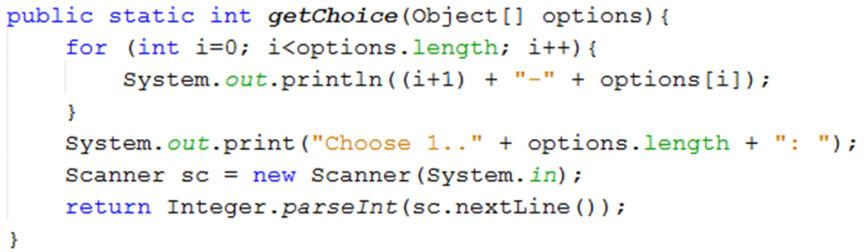 public static int getChoice(Object[] options){
for (int i=0; i<options.length; i++){
System.out.println((i+1) + "-" + options[i]);
}
System.out.print("Choose 1.." + options.length + ": ");
Scanner sc = new Scanner(System.in);
return Integer.parseInt(sc.nextLine());
}